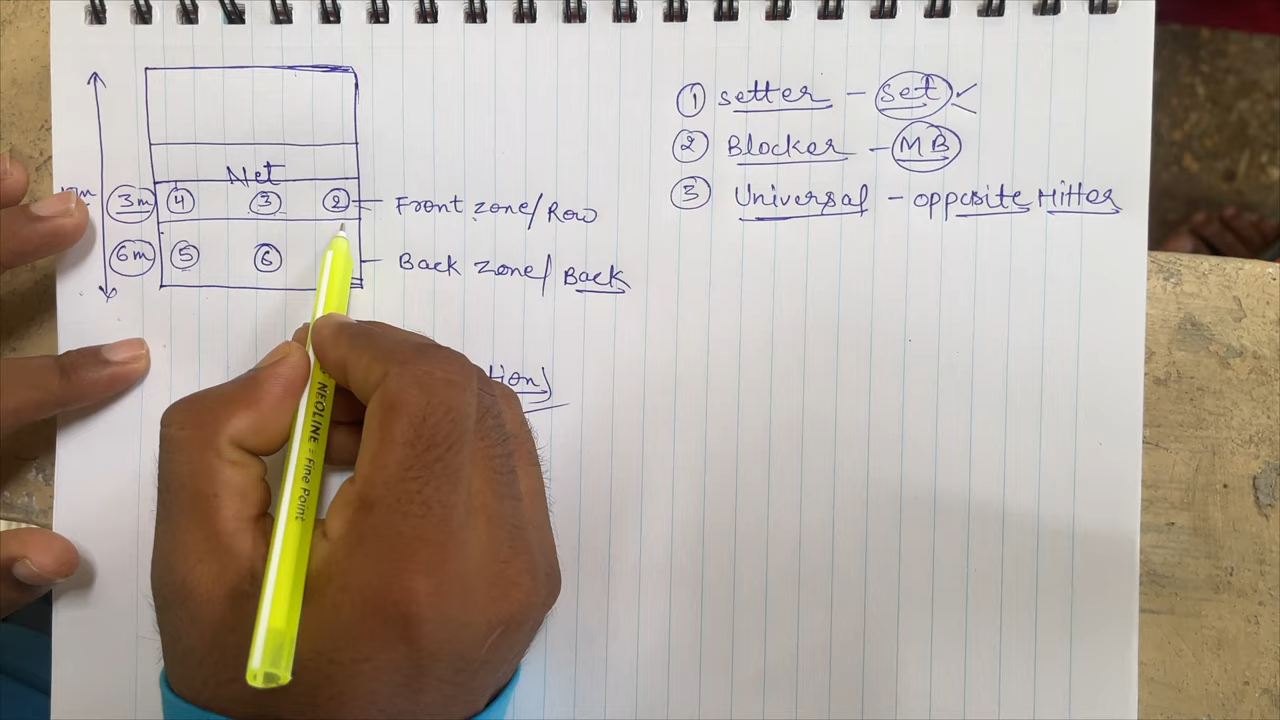 Net
3m 4 3 2 Front zone/Row
6m 5 6 Back zone/Back
tion)
1 setter - set ✓
2 Blocker - MB
3 Universal - opposite Hitter
NEOLINE = Fine Point